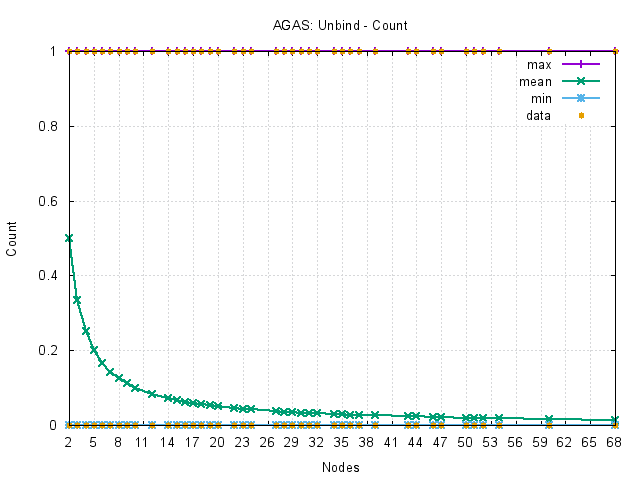 AGAS: Unbind - Count
max
mean
min
data
1
0.8
0.6
0.4
0.2
0
Count
2 5 8 11 14 17 20 23 26 29 32 35 38 41 44 47 50 53 56 59 62 65 68
Nodes